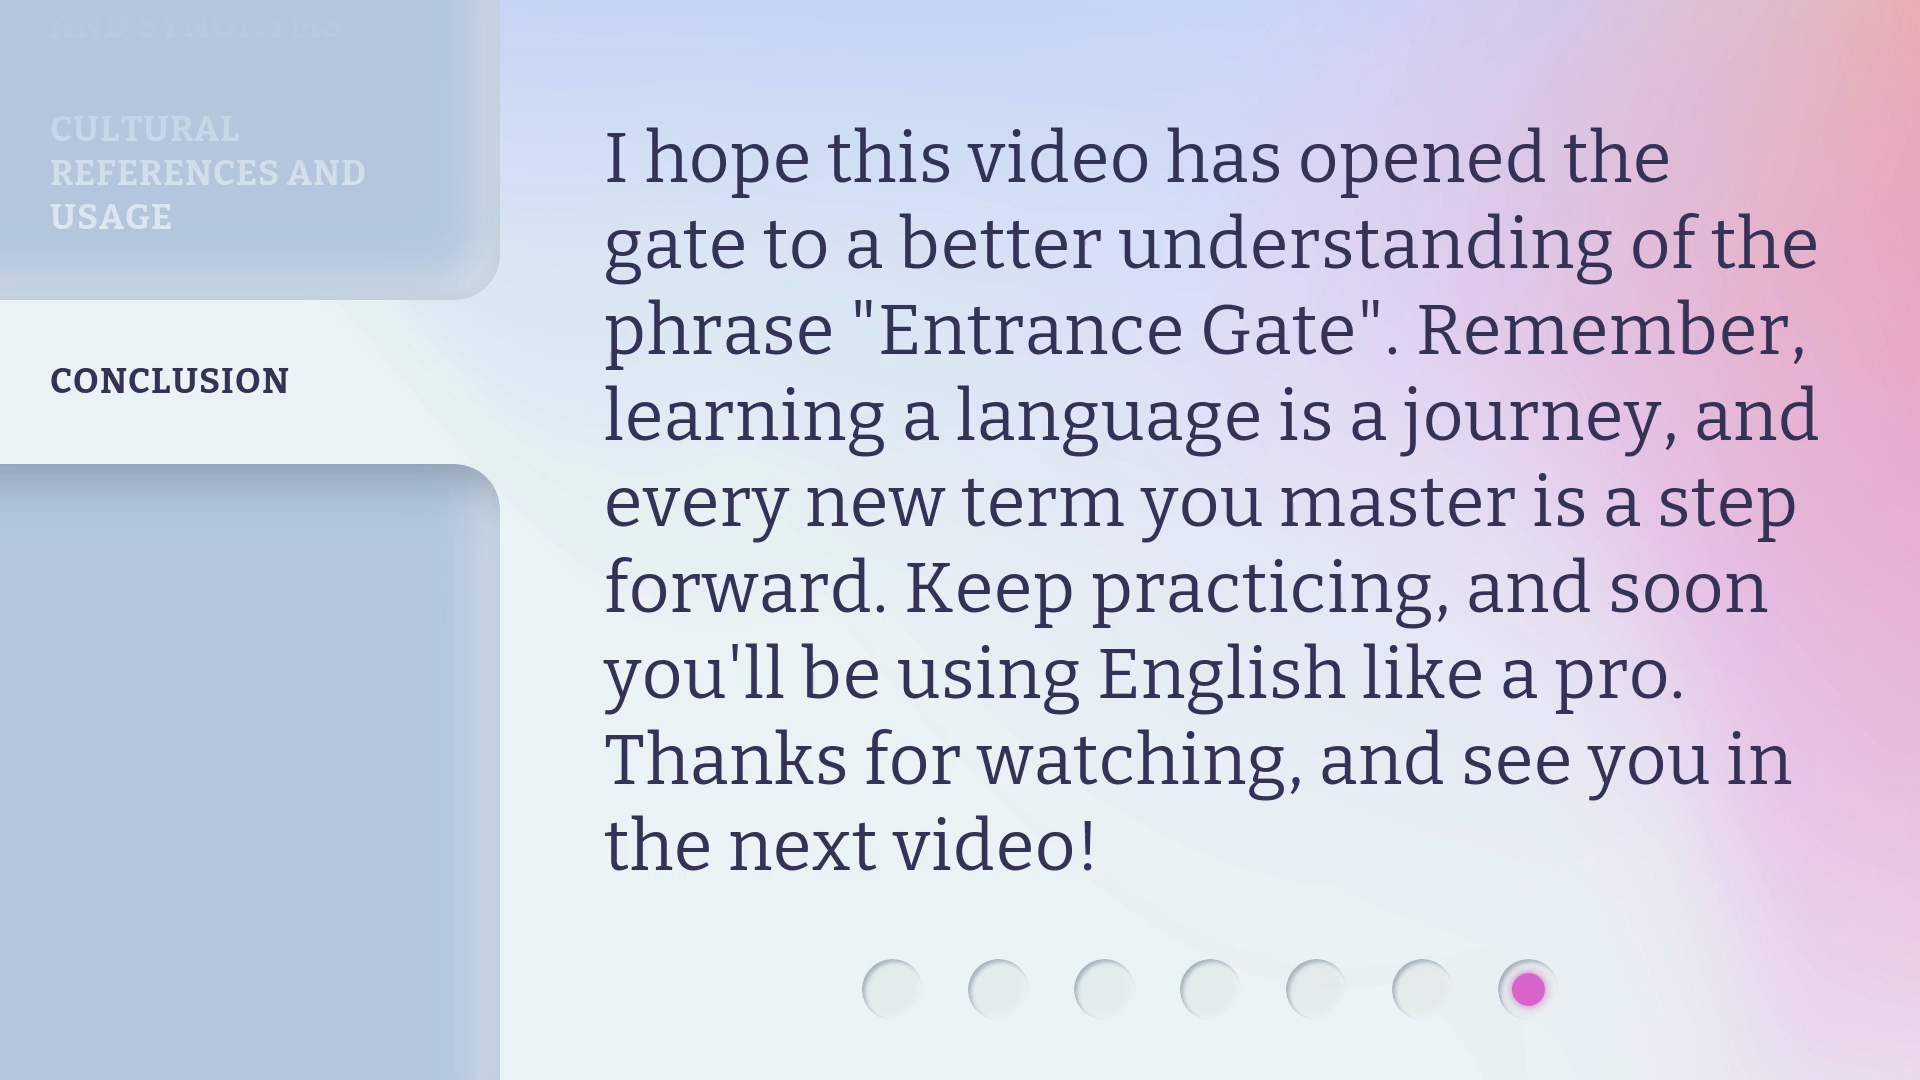 AND SYNONYMS
CULTURAL
REFERENCES AND
USAGE
CONCLUSION
I hope this video has opened the
gate to a better understanding of the
phrase "Entrance Gate". Remember,
learning a language is a journey, and
every new term you master is a step
forward. Keep practicing, and soon
you'll be using English like a pro.
Thanks for watching, and see you in
the next video!